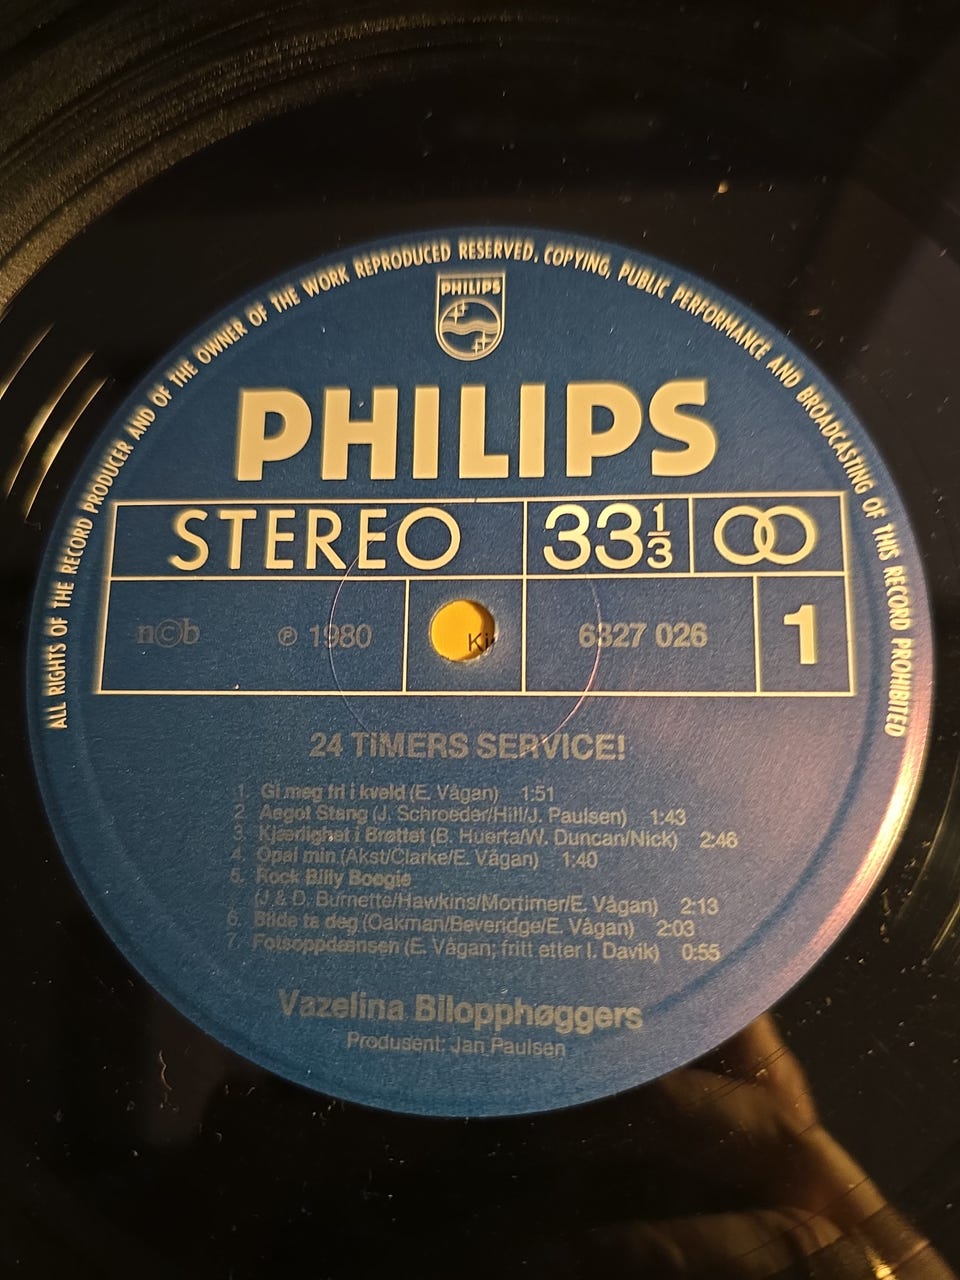 ALL RIGHTS OF THE RECORD PRODUCER AND OF THE OWNER OF THE WORK REPRODUCED RESERVED. COPYING, PUBLIC PERFORMANCE AND BROADCASTING OF THIS RECORD PROHIBITED
PHILIPS
PHILIPS
STEREO 33 1/3
n©b ℗ 1980 Ki 6327 026 1
24 TIMERS SERVICE!
1. Gi meg fri i kveld (E. Vågan) 1:51
2. Aagot Stang (J. Schroeder/Hill/J. Paulsen) 1:43
3. Kjærlighet i Brøttet (B. Huerta/W. Duncan/Nick) 2:46
4. Opal min (Akst/Clarke/E. Vågan) 1:40
5. Rock Billy Boogie
(J & D. Burnette/Hawkins/Mortimer/E. Vågan) 2:13
6. Bilde ta deg (Oakman/Beveridge/E. Vågan) 2:03
7. Fotsoppdænsen (E. Vågan; fritt etter I. Davik) 0:55
Vazelina Bilopphøggers
Produsent: Jan Paulsen